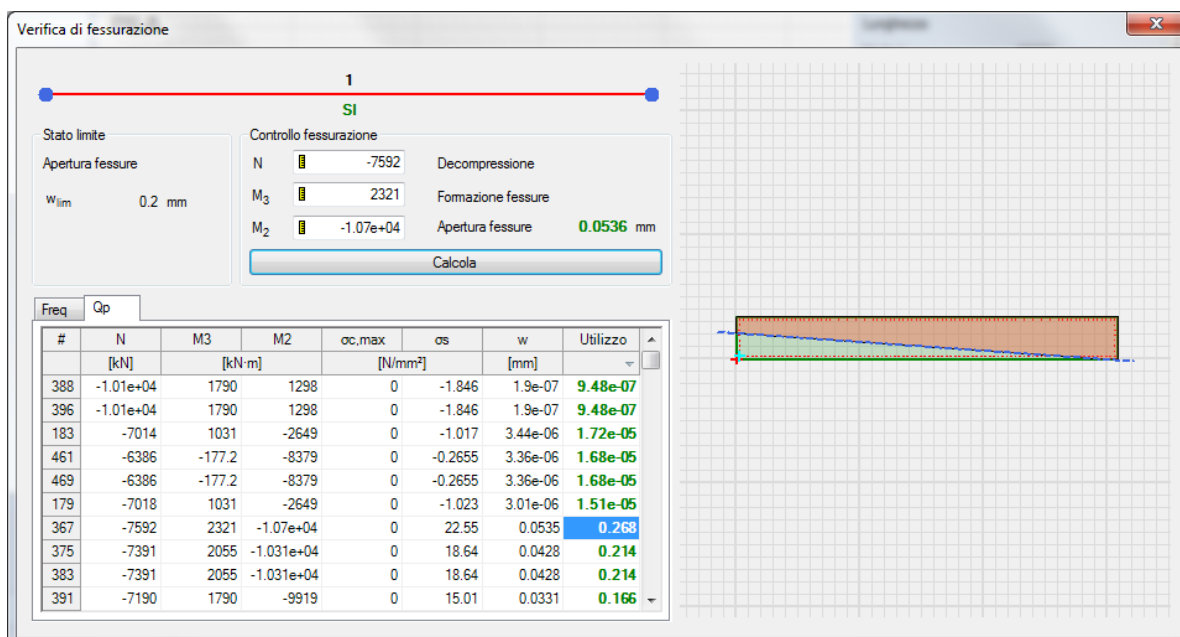 Verifica di fessurazione
1
SI
Stato limite
Apertura fessure
wlim 0.2 mm
Controllo fessurazione
N -7592 Decompressione
M3 2321 Formazione fessure
M2 -1.07e+04 Apertura fessure 0.0536 mm
Calcola
Freq Qp
# N M3 M2 σc,max σs w Utilizzo
[kN] [kN·m] [N/mm²] [mm]
388 -1.01e+04 1790 1298 0 -1.846 1.9e-07 9.48e-07
396 -1.01e+04 1790 1298 0 -1.846 1.9e-07 9.48e-07
183 -7014 1031 -2649 0 -1.017 3.44e-06 1.72e-05
461 -6386 -177.2 -8379 0 -0.2655 3.36e-06 1.68e-05
469 -6386 -177.2 -8379 0 -0.2655 3.36e-06 1.68e-05
179 -7018 1031 -2649 0 -1.023 3.01e-06 1.51e-05
367 -7592 2321 -1.07e+04 0 22.55 0.0535 0.268
375 -7391 2055 -1.031e+04 0 18.64 0.0428 0.214
383 -7391 2055 -1.031e+04 0 18.64 0.0428 0.214
391 -7190 1790 -9919 0 15.01 0.0331 0.166